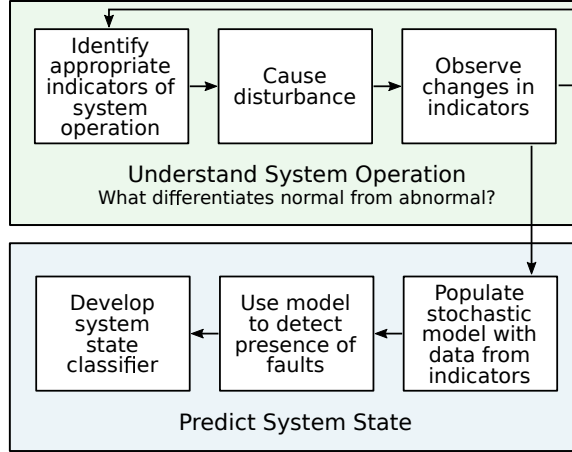 Identify
appropriate
indicators of
system
operation
Cause
disturbance
Observe
changes in
indicators
Understand System Operation
What differentiates normal from abnormal?
Populate
stochastic
model with
data from
indicators
Use model
to detect
presence of
faults
Develop
system
state
classifier
Predict System State